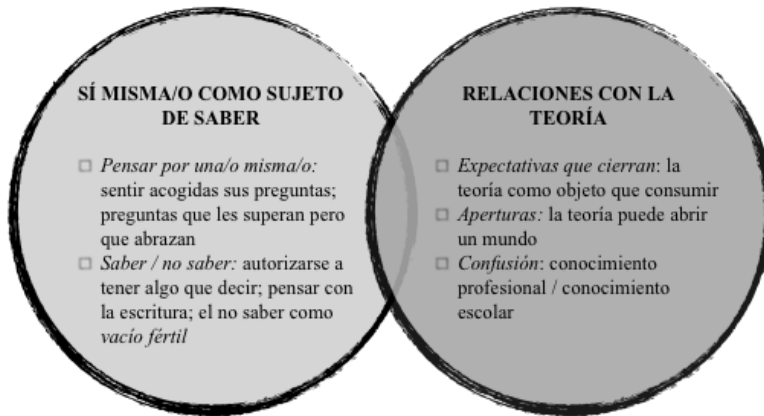 SÍ MISMA/O COMO SUJETO
DE SABER
Pensar por una/o misma/o:
sentir acogidas sus preguntas;
preguntas que les superan pero
que abrazan
Saber / no saber: autorizarse a
tener algo que decir; pensar con
la escritura; el no saber como
vacío fértil
RELACIONES CON LA
TEORÍA
Expectativas que cierran: la
teoría como objeto que consumir
Aperturas: la teoría puede abrir
un mundo
Confusión: conocimiento
profesional / conocimiento
escolar